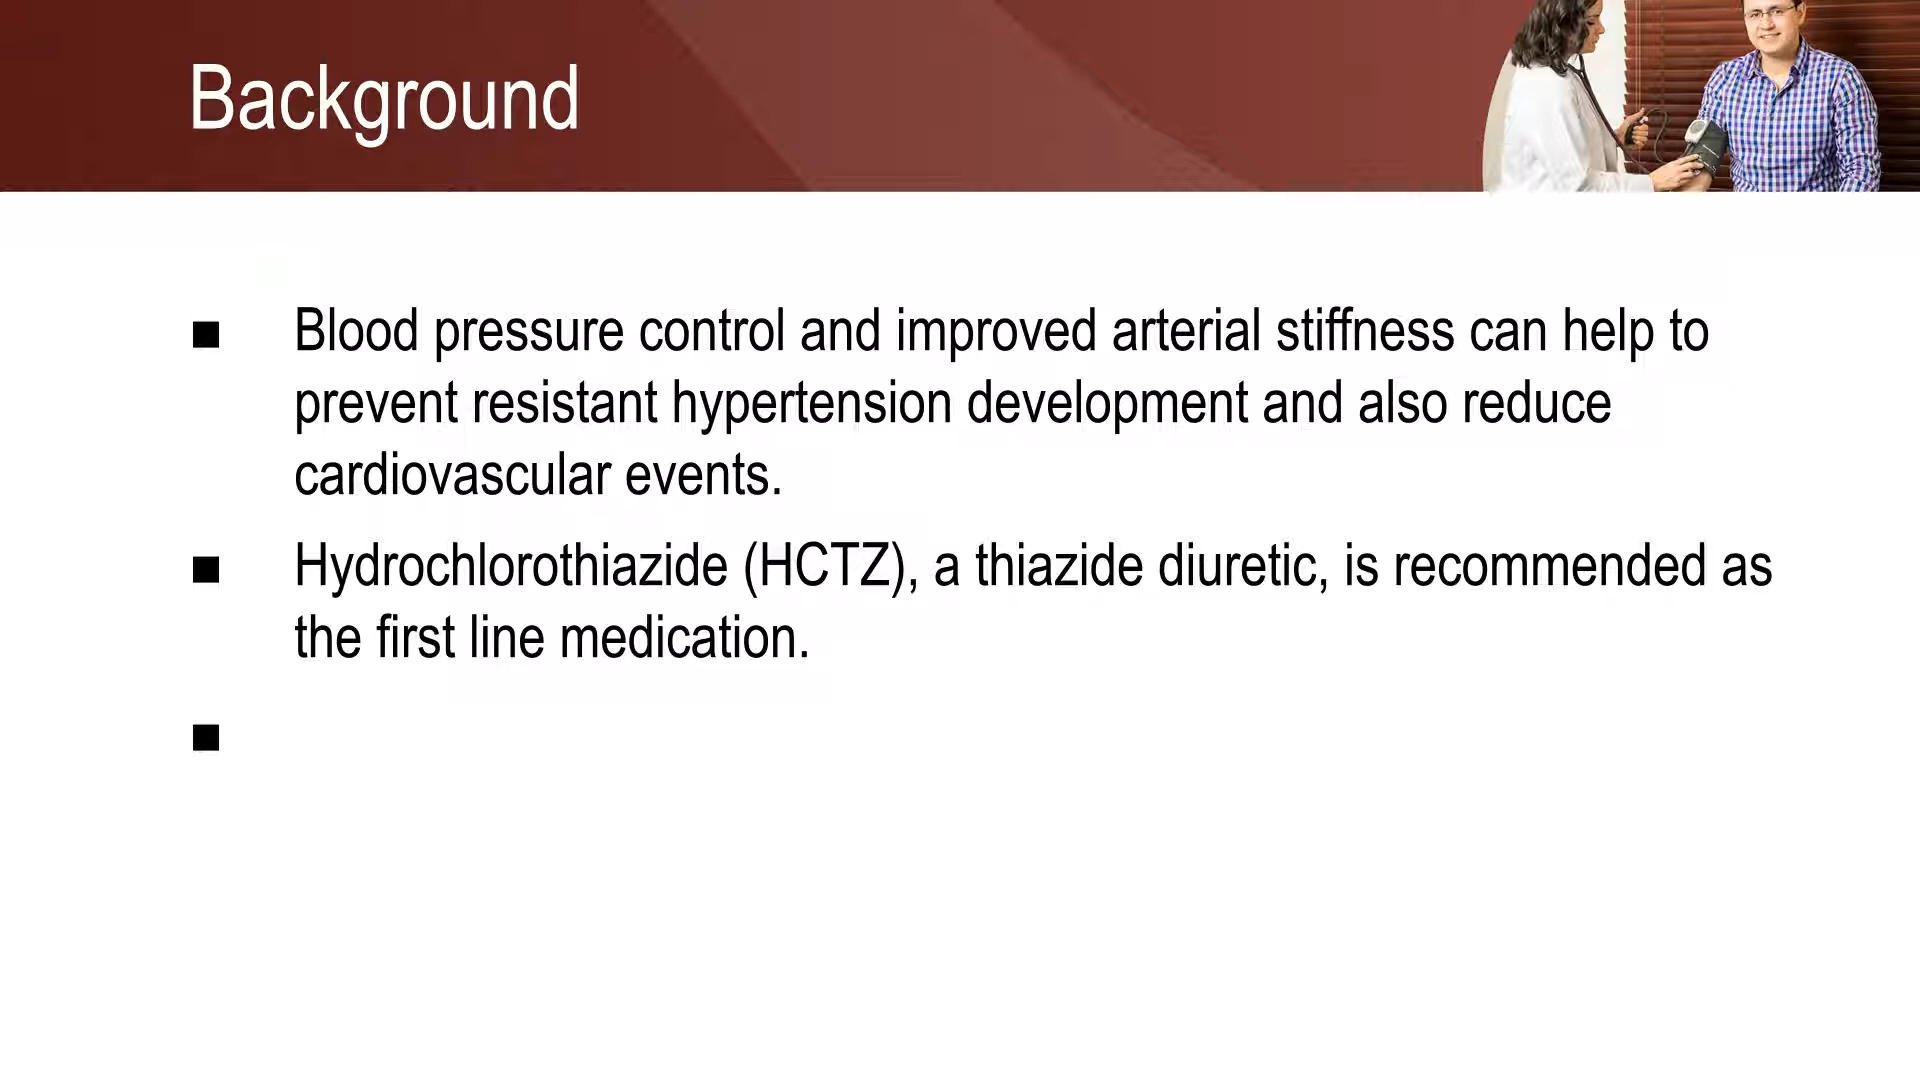 Background
■ Blood pressure control and improved arterial stiffness can help to
prevent resistant hypertension development and also reduce
cardiovascular events.
■ Hydrochlorothiazide (HCTZ), a thiazide diuretic, is recommended as
the first line medication.
■